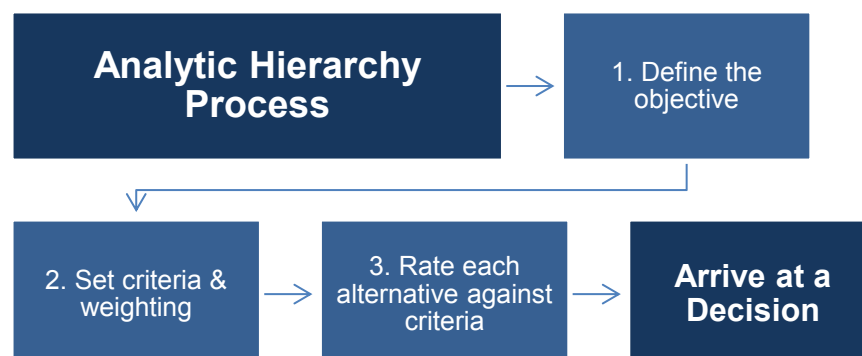 Analytic Hierarchy
Process
1. Define the
objective
2. Set criteria &
weighting
3. Rate each
alternative against
criteria
Arrive at a
Decision